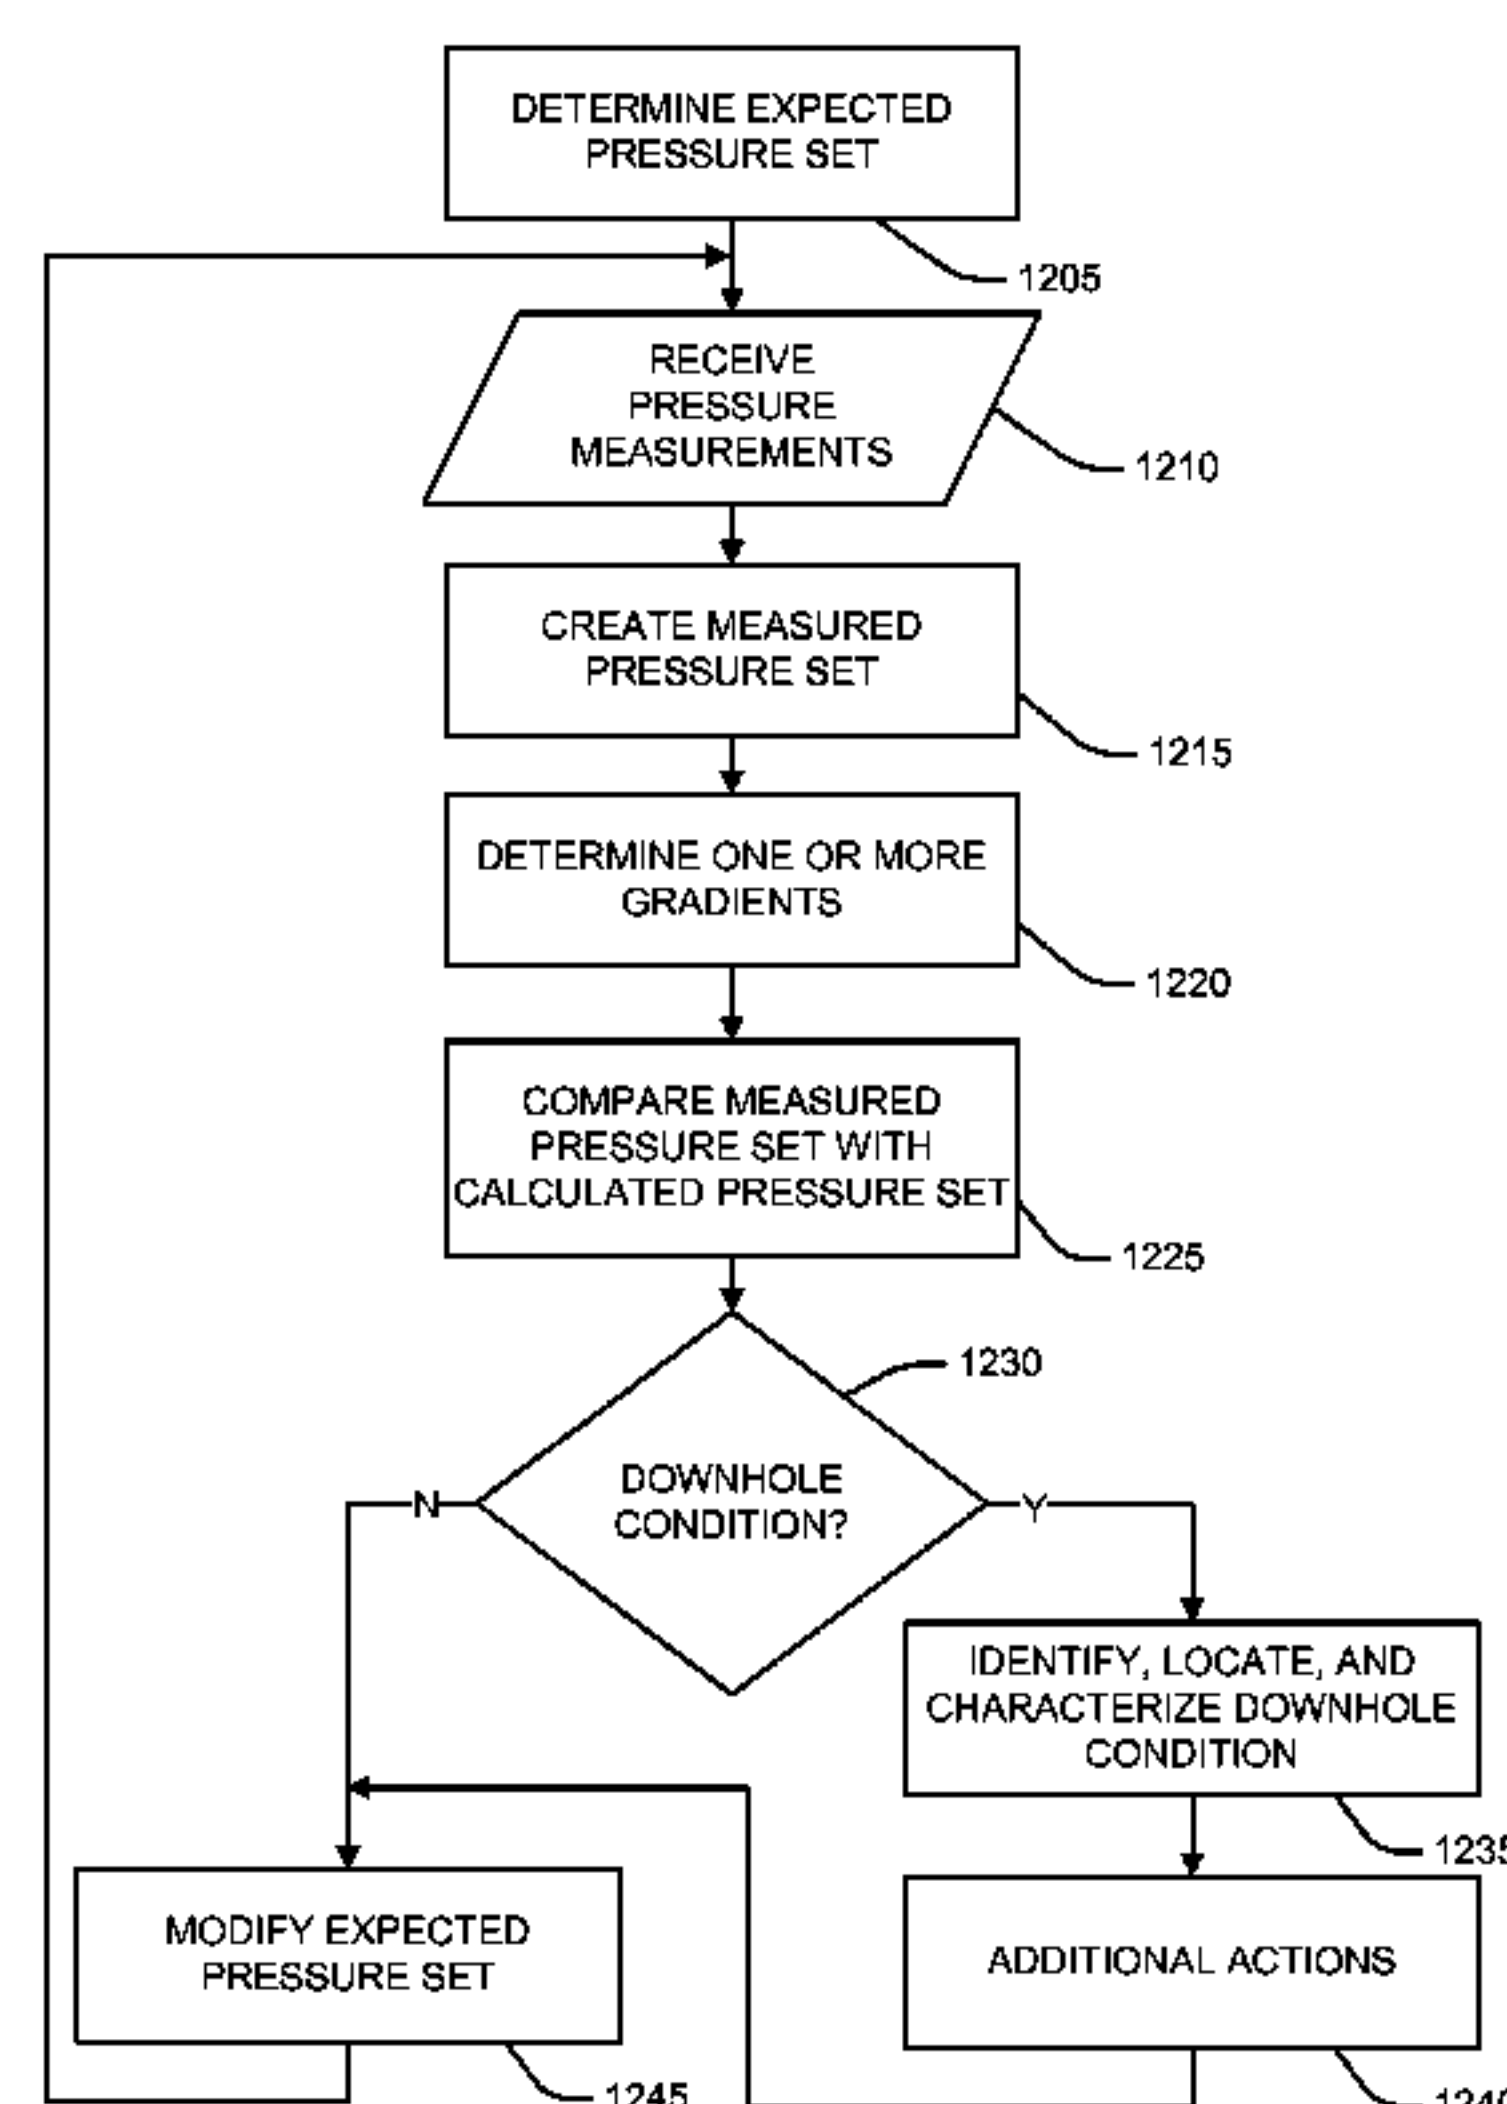 DETERMINE EXPECTED
PRESSURE SET
1205
RECEIVE
PRESSURE
MEASUREMENTS
1210
CREATE MEASURED
PRESSURE SET
1215
DETERMINE ONE OR MORE
GRADIENTS
1220
COMPARE MEASURED
PRESSURE SET WITH
CALCULATED PRESSURE SET
1225
1230
DOWNHOLE
CONDITION?
N
Y
IDENTIFY, LOCATE, AND
CHARACTERIZE DOWNHOLE
CONDITION
1235
MODIFY EXPECTED
PRESSURE SET
ADDITIONAL ACTIONS
1245
1240